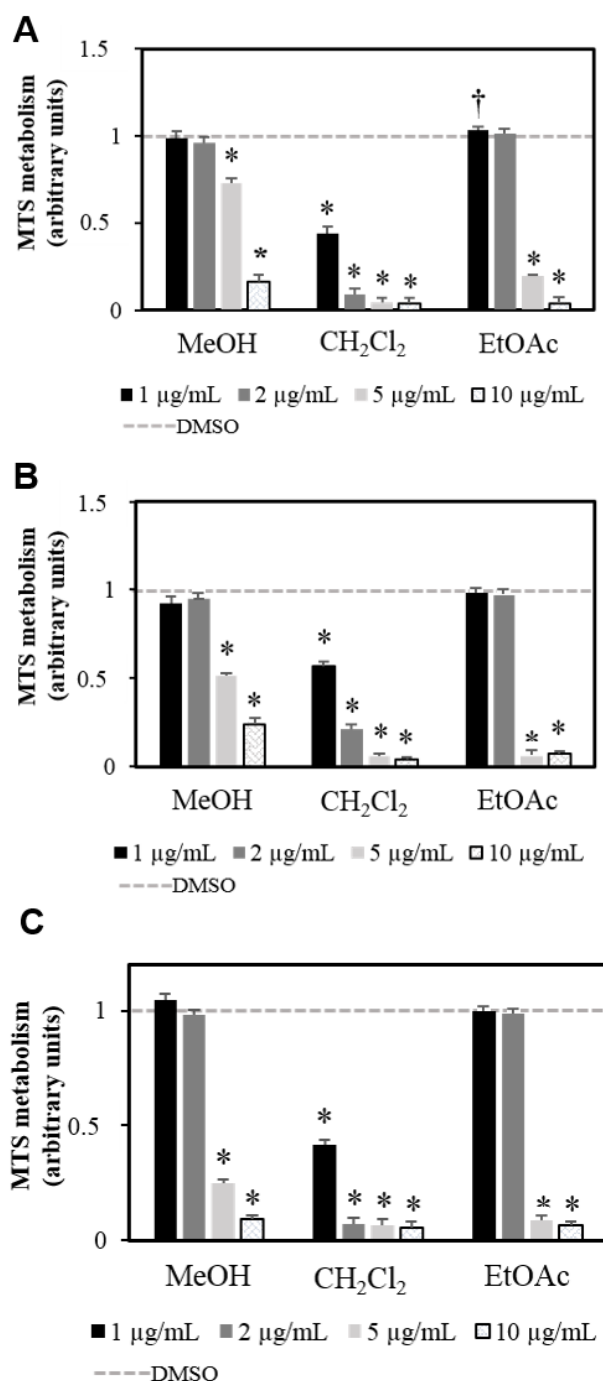 A
MTS metabolism
(arbitrary units)
1.5
1
0.5
0
†
*
*
*
*
*
*
*
*
MeOH CH₂Cl₂ EtOAc
1 µg/mL 2 µg/mL 5 µg/mL 10 µg/mL
DMSO
B
MTS metabolism
(arbitrary units)
1.5
1
0.5
0
*
*
*
*
*
*
*
*
MeOH CH₂Cl₂ EtOAc
1 µg/mL 2 µg/mL 5 µg/mL 10 µg/mL
DMSO
C
MTS metabolism
(arbitrary units)
1
0.5
0
*
*
*
*
*
*
*
*
MeOH CH₂Cl₂ EtOAc
1 µg/mL 2 µg/mL 5 µg/mL 10 µg/mL
DMSO